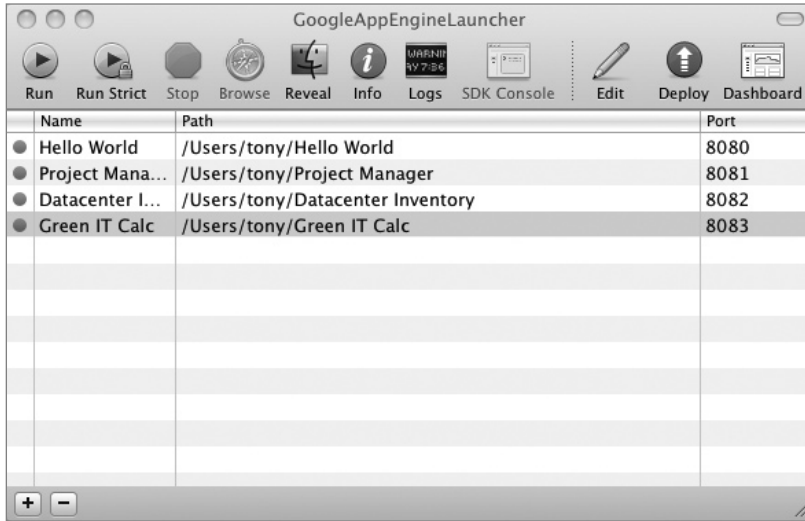 GoogleAppEngineLauncher
Run Run Strict Stop Browse Reveal Info Logs SDK Console Edit Deploy Dashboard
Name Path Port
Hello World /Users/tony/Hello World 8080
Project Mana... /Users/tony/Project Manager 8081
Datacenter I... /Users/tony/Datacenter Inventory 8082
Green IT Calc /Users/tony/Green IT Calc 8083